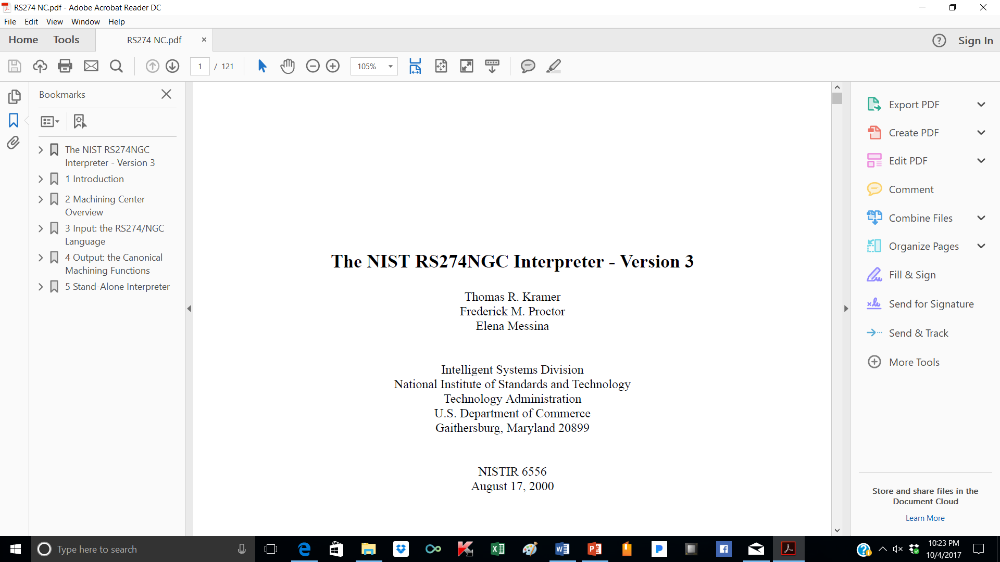 RS274 NC.pdf - Adobe Acrobat Reader DC
File Edit View Window Help
Home Tools RS274 NC.pdf Sign In
1 / 121 105%
Bookmarks
The NIST RS274NGC
Interpreter - Version 3
1 Introduction
2 Machining Center
Overview
3 Input: the RS274/NGC
Language
4 Output: the Canonical
Machining Functions
5 Stand-Alone Interpreter
The NIST RS274NGC Interpreter - Version 3
Thomas R. Kramer
Frederick M. Proctor
Elena Messina
Intelligent Systems Division
National Institute of Standards and Technology
Technology Administration
U.S. Department of Commerce
Gaithersburg, Maryland 20899
NISTIR 6556
August 17, 2000
Export PDF
Create PDF
Edit PDF
Comment
Combine Files
Organize Pages
Fill & Sign
Send for Signature
Send & Track
More Tools
Store and share files in the
Document Cloud
Learn More
Type here to search
10:23 PM
10/4/2017